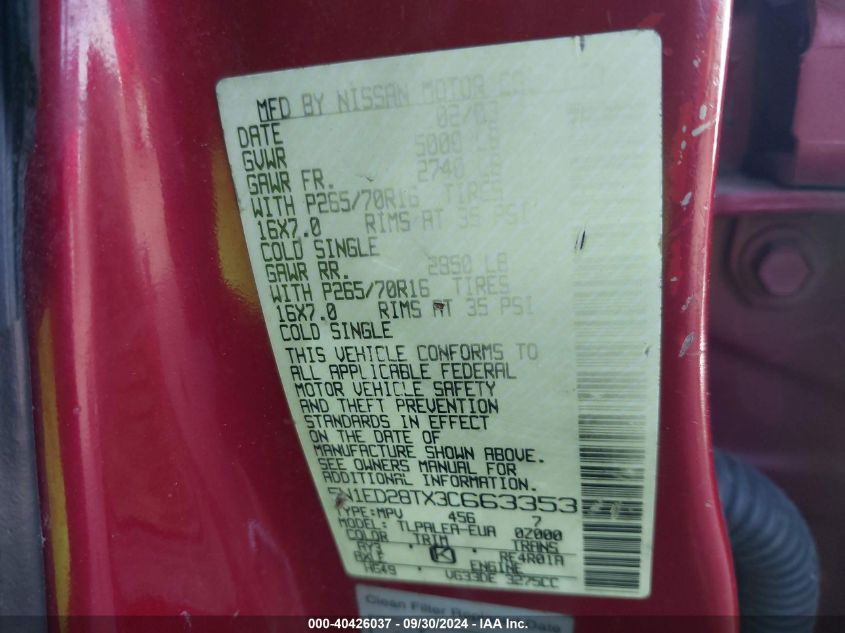 MFD BY NISSAN MOTOR
DATE 02/03
GVWR 5000 LB
GAWR FR. 2740 LB
WITH P265/70R16 TIRES
16X7.0 RIMS AT 35 PSI
COLD SINGLE
GAWR RR. 2850 LB
WITH P265/70R16 TIRES
16X7.0 RIMS AT 35 PSI
COLD SINGLE
THIS VEHICLE CONFORMS TO
ALL APPLICABLE FEDERAL
MOTOR VEHICLE SAFETY
AND THEFT PREVENTION
STANDARDS IN EFFECT
ON THE DATE OF
MANUFACTURE SHOWN ABOVE.
SEE OWNERS MANUAL FOR
ADDITIONAL INFORMATION.
5N1ED28TX3C663353
TYPE:MPV 456 7
MODEL: TLPALEA-EUA 0Z000
COLOR TRIM TRANS
K RE4R01A
ENGINE
VG33DE 3275CC
Clean Filter Date
000-40426037 - 09/30/2024 - IAA, Inc.